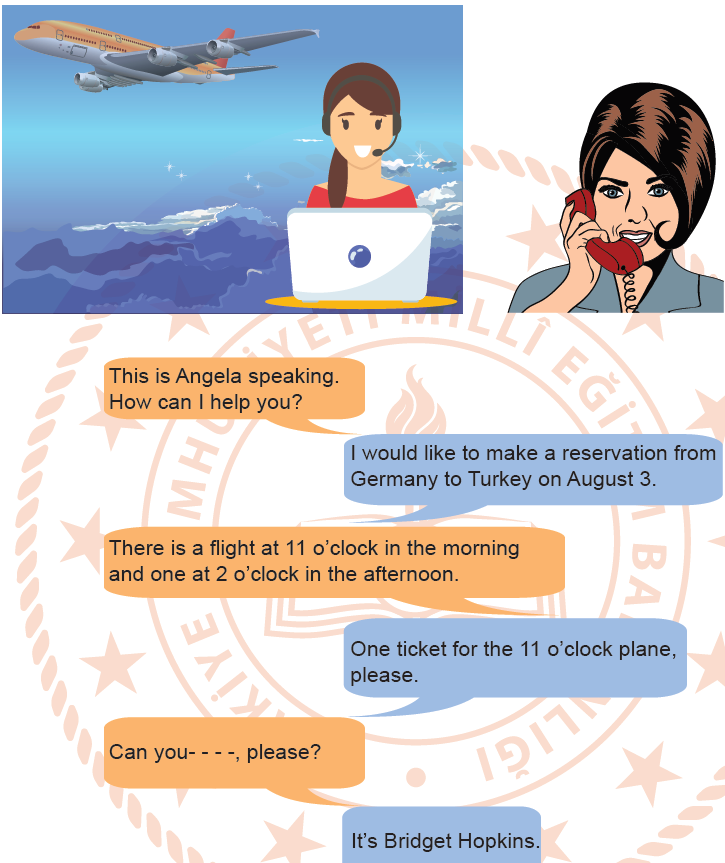 This is Angela speaking.
How can I help you?
I would like to make a reservation from
Germany to Turkey on August 3.
There is a flight at 11 o’clock in the morning
and one at 2 o’clock in the afternoon.
One ticket for the 11 o’clock plane,
please.
Can you- - - -, please?
It’s Bridget Hopkins.